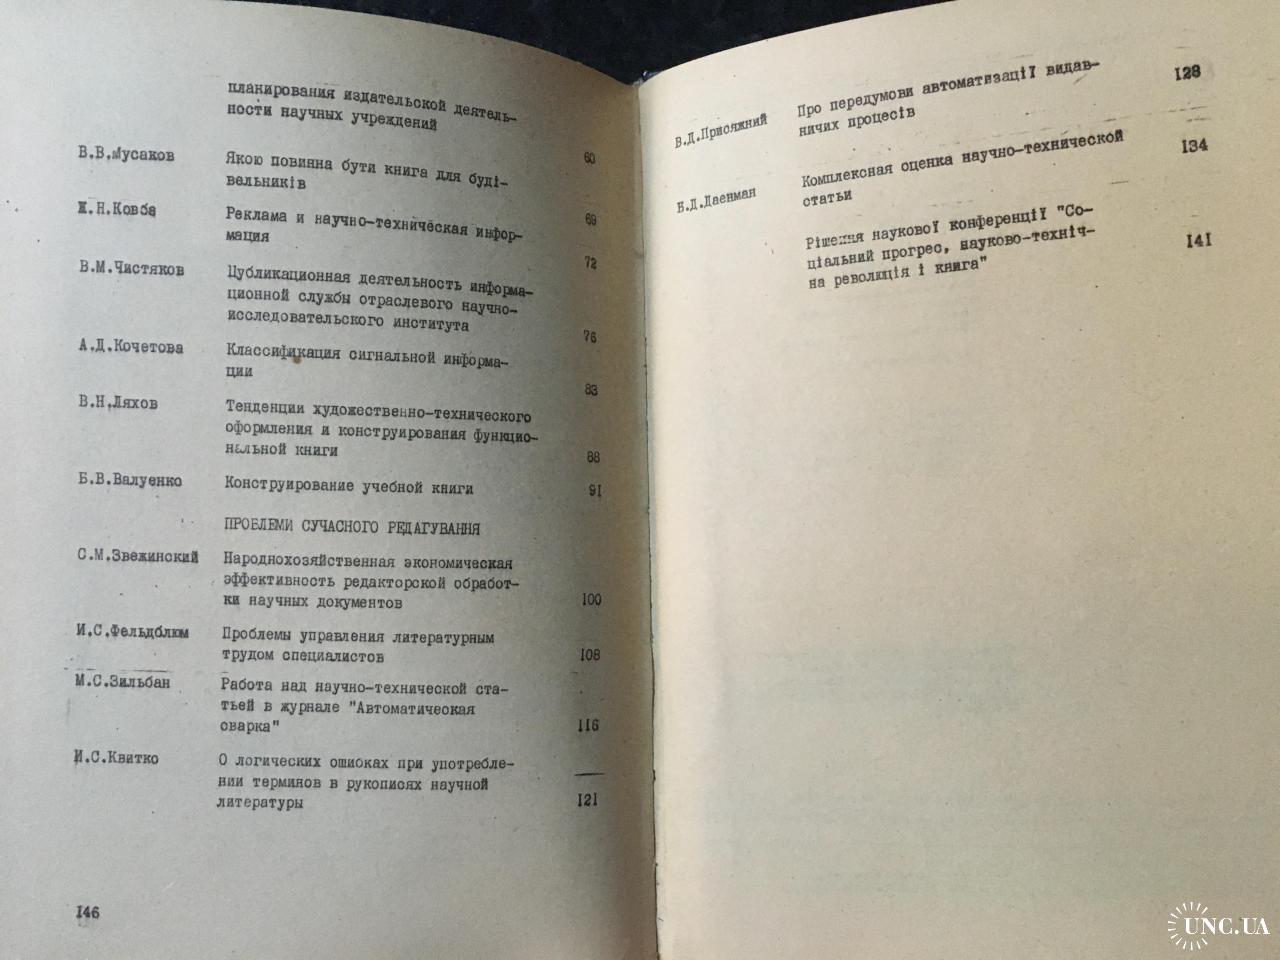 планирования издательской деятель-
ности научных учреждений 60
В.В.Мусаков Якою повинна бути книга для буді-
вельників 69
Ж.Н.Ковба Реклама и научно-техническая инфор-
мация 72
В.М.Чистяков Публикационная деятельность информа-
ционной службы отраслевого научно-
исследовательского института 76
А.Д.Кочетова Классификация сигнальной информа-
ции 83
В.Н.Ляхов Тенденции художественно-технического
оформления и конструирования функцио-
нальной книги 88
Б.В.Валуенко Конструирование учебной книги 91
ПРОБЛЕМИ СУЧАСНОГО РЕДАГУВАННЯ
С.М.Звежинский Народнохозяйственная экономическая
эффективность редакторской обработ-
ки научных документов 100
И.С.Фельдблюм Проблемы управления литературным
трудом специалистов 108
М.С.Зильбан Работа над научно-технической ста-
тьей в журнале "Автоматическая
сварка" 116
И.С.Квитко О логических ошибках при употребле-
нии терминов в рукописях научной
литературы 121
146
В.Д.Присяжний Про передумови автоматизації видав-
ничих процесів 128
Б.Д.Даенман Комплексная оценка научно-технической
статьи 134
Рішення наукової конференції "Со-
ціальний прогрес, науково-техніч-
на революція і книга" 141
UNC.UA